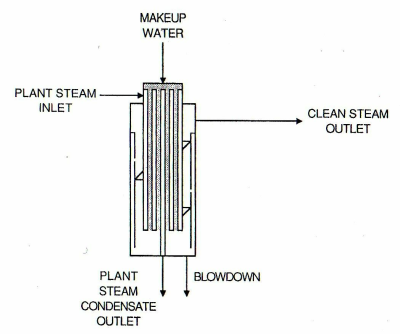 MAKEUP
WATER
PLANT STEAM
INLET
CLEAN STEAM
OUTLET
PLANT
STEAM
CONDENSATE
OUTLET
BLOWDOWN